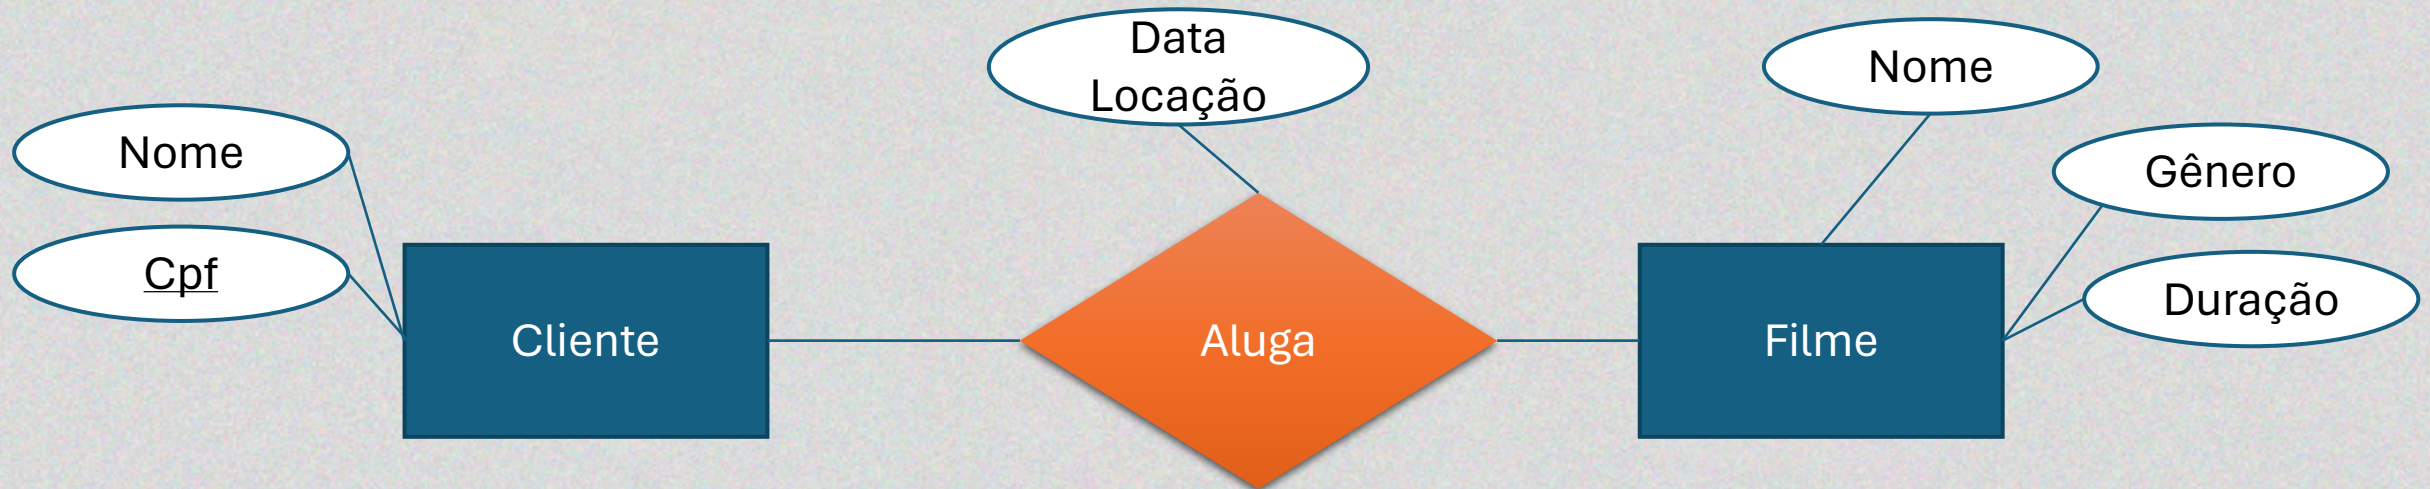 Data
Locação
Nome
Nome
Gênero
Cpf
Duração
Cliente
Aluga
Filme